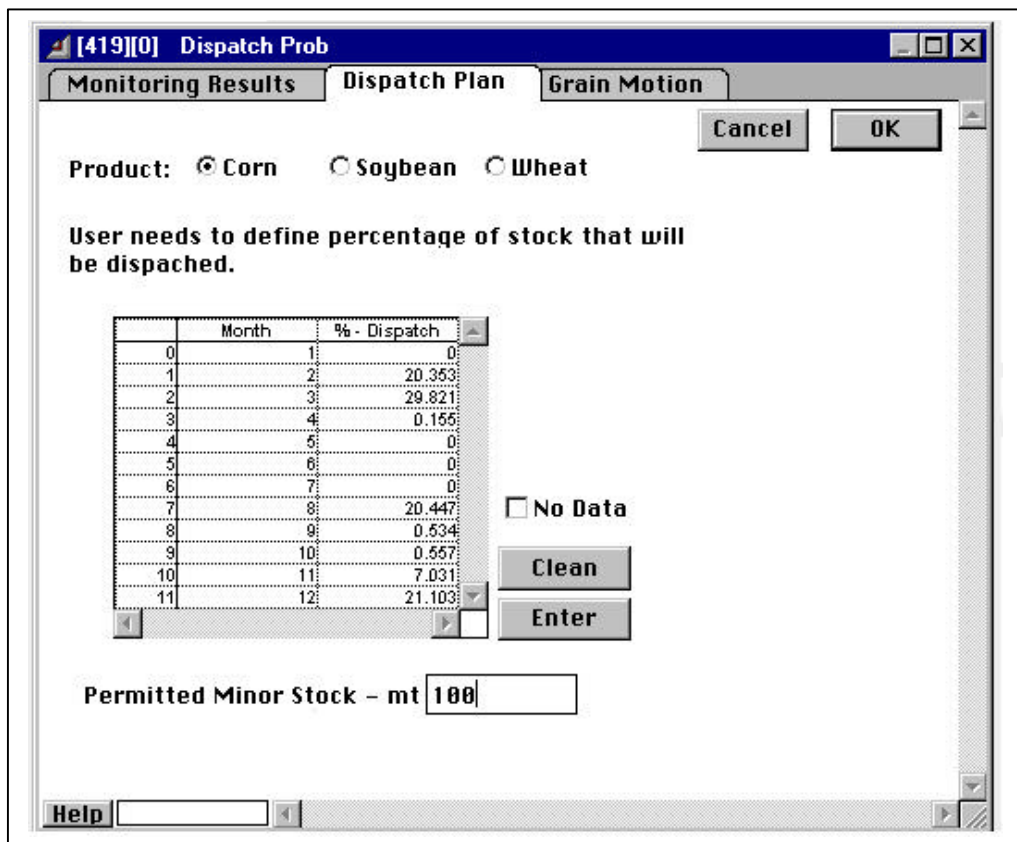 [419][0] Dispatch Prob
Monitoring Results Dispatch Plan Grain Motion
Cancel OK
Product: Corn Soybean Wheat
User needs to define percentage of stock that will
be dispached.
Month % - Dispatch
0 1 0
1 2 20.353
2 3 29.821
3 4 0.155
4 5 0
5 6 0
6 7 0
7 8 20.447
8 9 0.534
9 10 0.557
10 11 7.031
11 12 21.103
No Data
Clean
Enter
Permitted Minor Stock – mt 100
Help